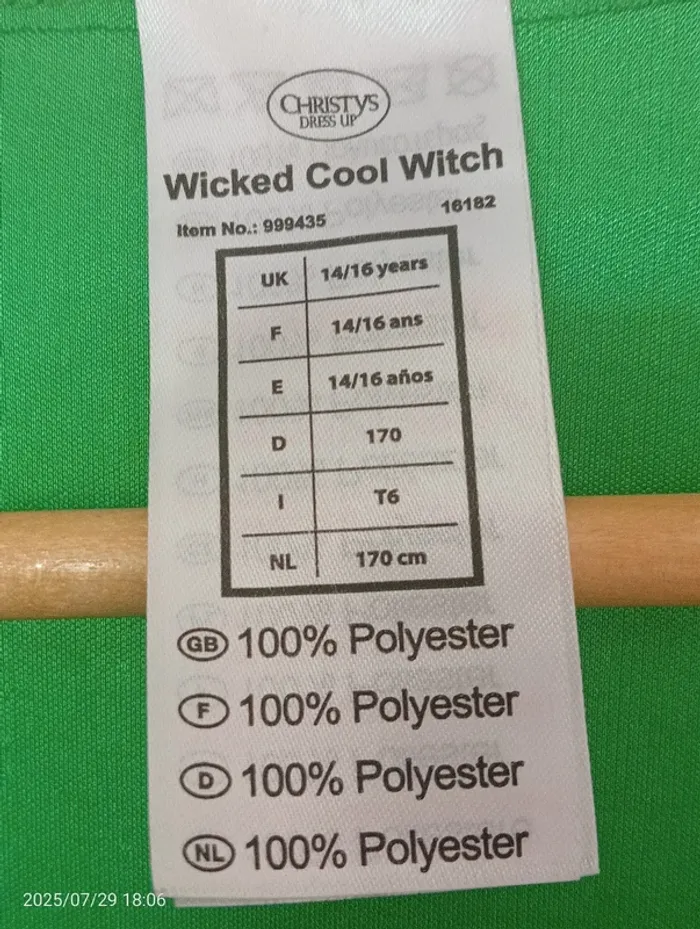 CHRISTYS
DRESS UP
Wicked Cool Witch
Item No.: 999435 16182
UK 14/16 years
F 14/16 ans
E 14/16 años
D 170
I T6
NL 170 cm
GB 100% Polyester
F 100% Polyester
D 100% Polyester
NL 100% Polyester
2025/07/29 18:06